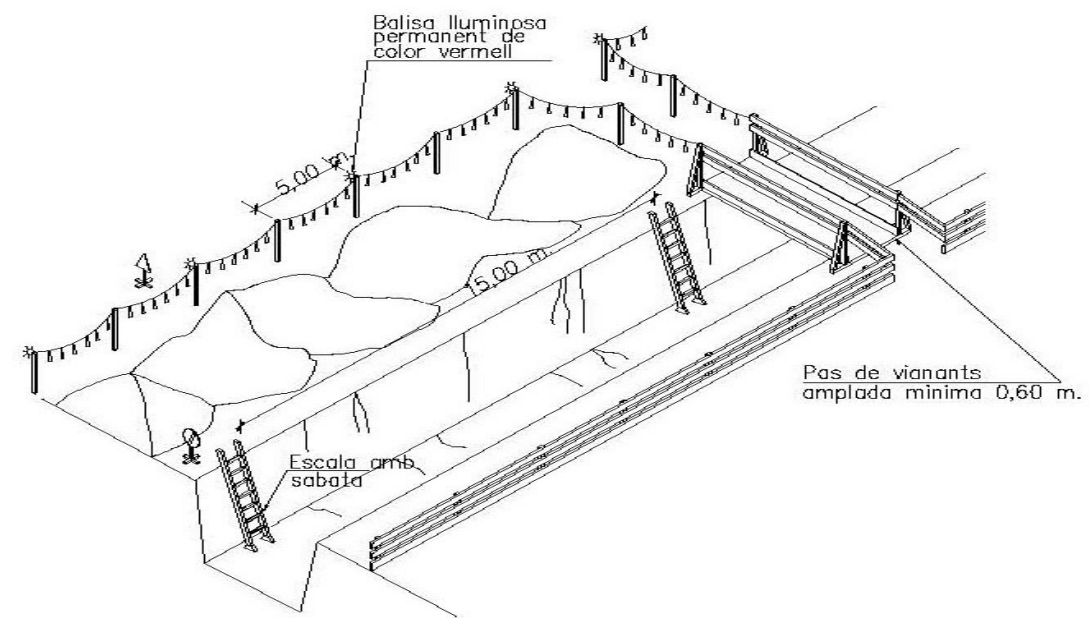 Balisa lluminosa
permanent de
color vermell
5,00 m.
15,00 m.
Pas de vianants
amplada minima 0,60 m.
Escala amb
sabata